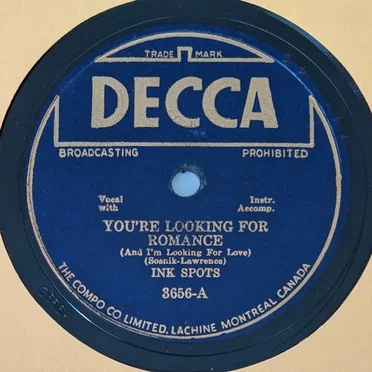 TRADE MARK
DECCA
BROADCASTING PROHIBITED
Vocal Instr.
with Accomp.
YOU'RE LOOKING FOR
ROMANCE
(And I'm Looking For Love)
(Sosnik-Lawrence)
INK SPOTS
3656-A
THE COMPO CO LIMITED, LACHINE MONTREAL CANADA